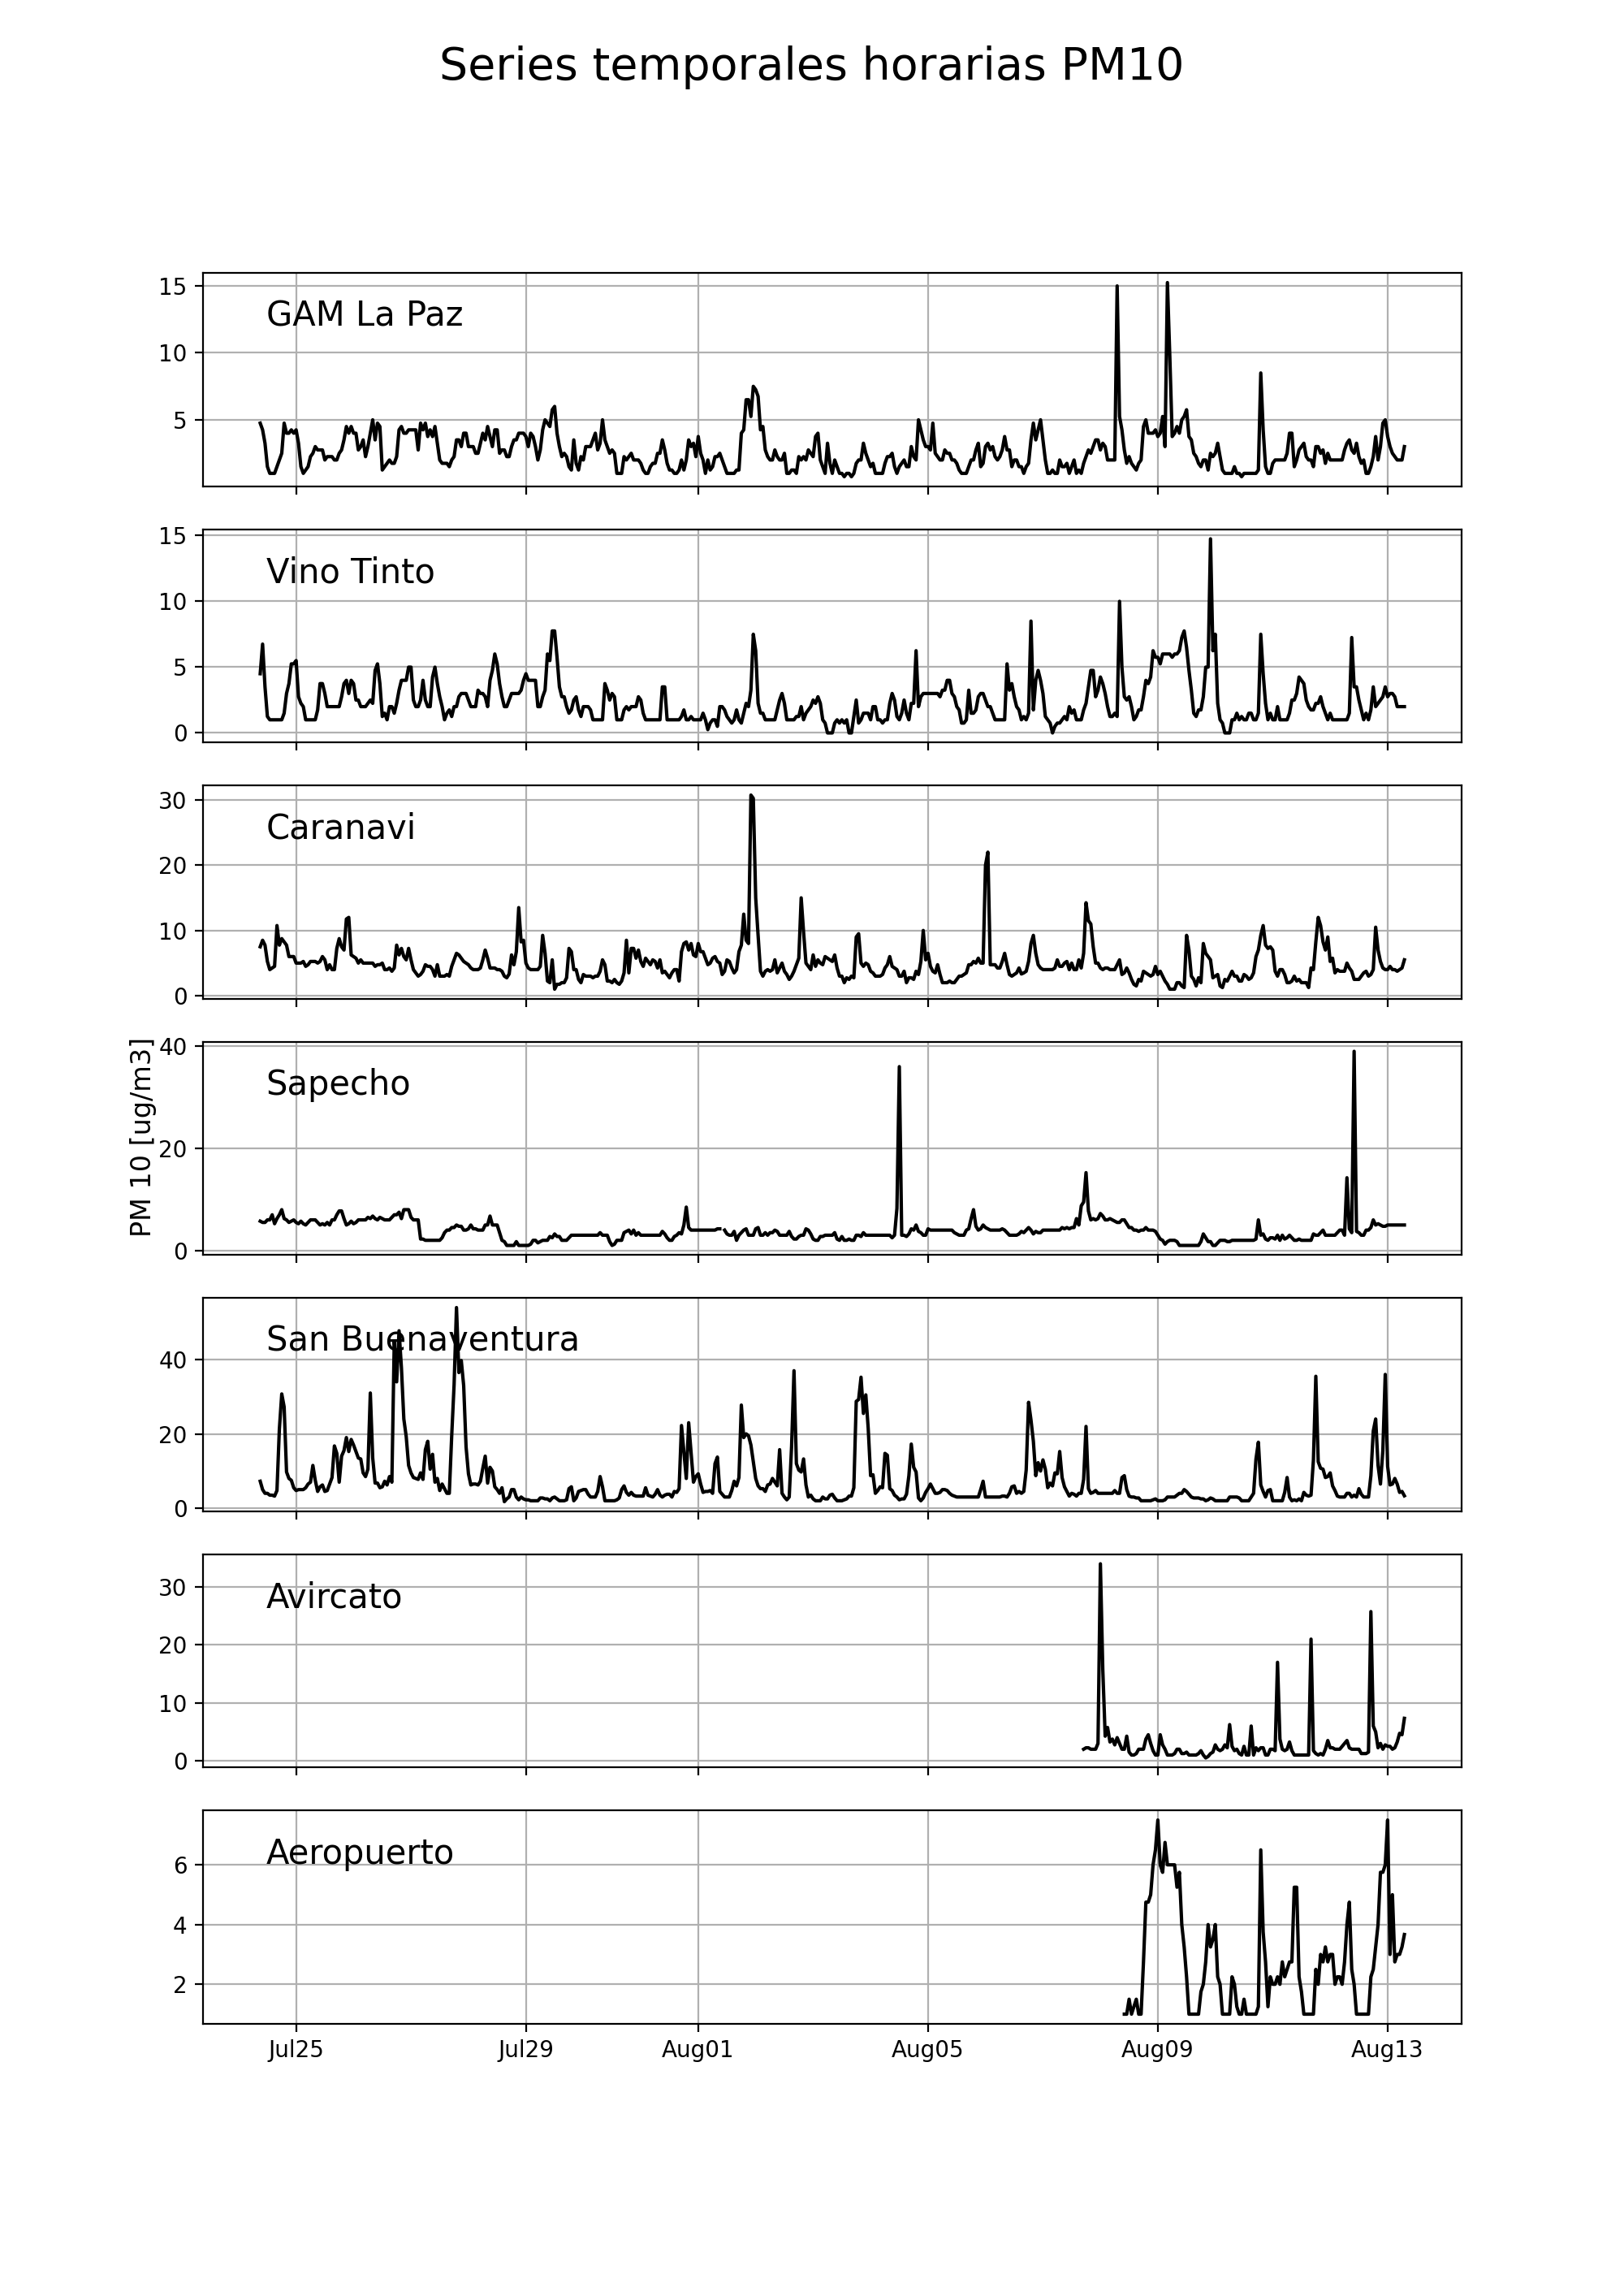 Series temporales horarias PM10
15
GAM La Paz
10
5
15
Vino Tinto
10
5
0
30
Caranavi
20
10
0
PM 10 [ug/m3]
40
Sapecho
20
0
San Buenaventura
40
20
0
30
Avircato
20
10
0
Aeropuerto
6
4
2
Jul25 Jul29 Aug01 Aug05 Aug09 Aug13